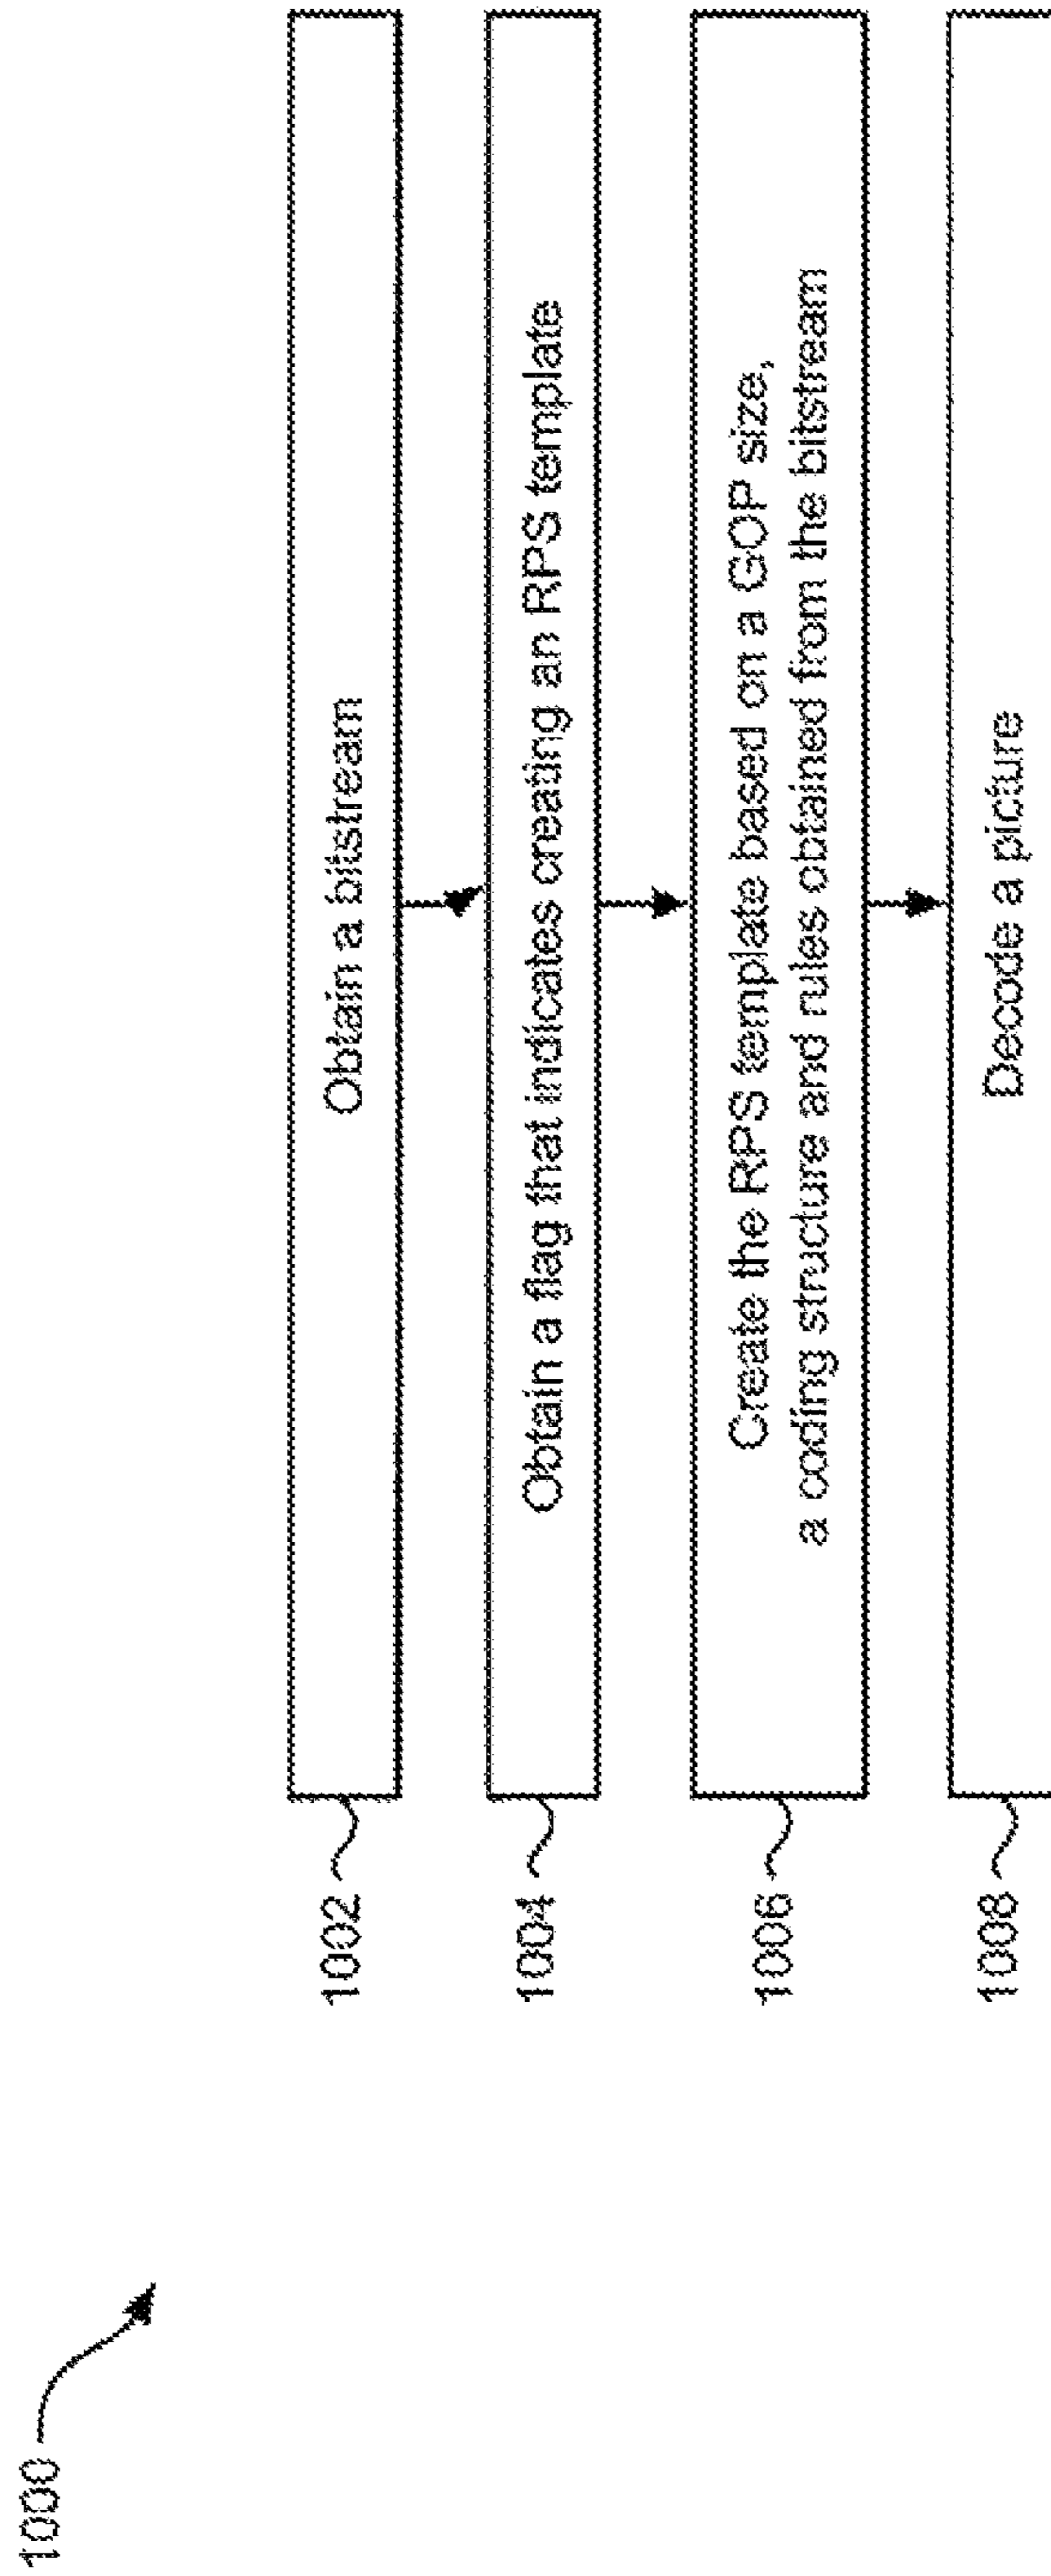 1000
1002
Obtain a bitstream
1004
Obtain a flag that indicates creating an RPS template
1006
Create the RPS template based on a GOP size,
a coding structure and rules obtained from the bitstream
1008
Decode a picture